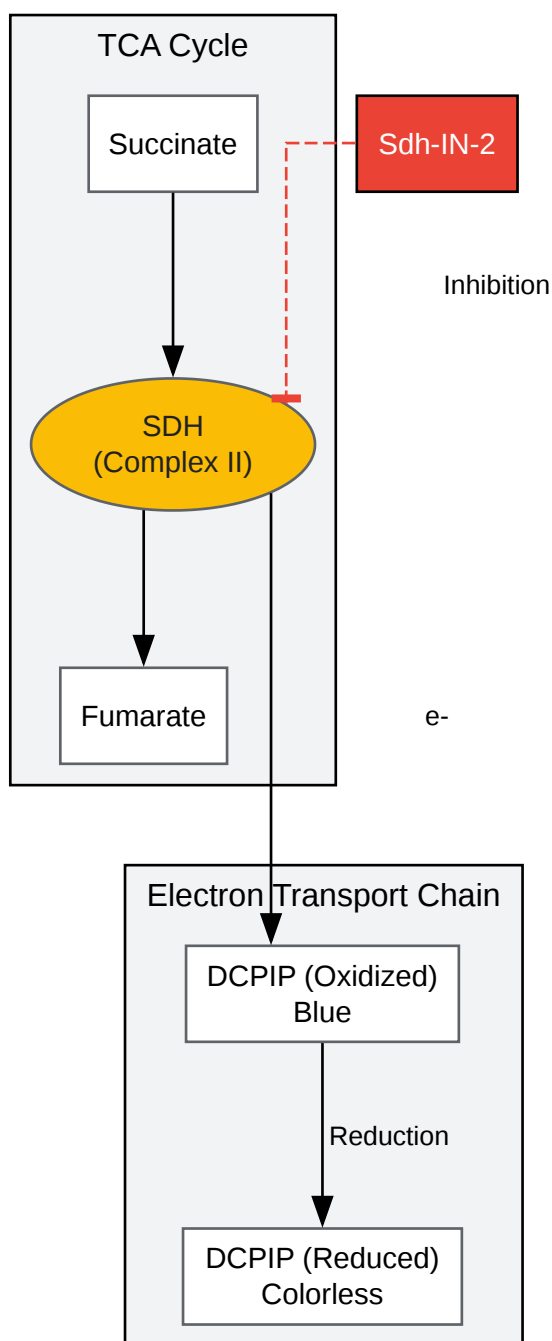 TCA Cycle
Succinate
Sdh-IN-2
Inhibition
SDH
(Complex II)
Fumarate
e-
Electron Transport Chain
DCPIP (Oxidized)
Blue
Reduction
DCPIP (Reduced)
Colorless